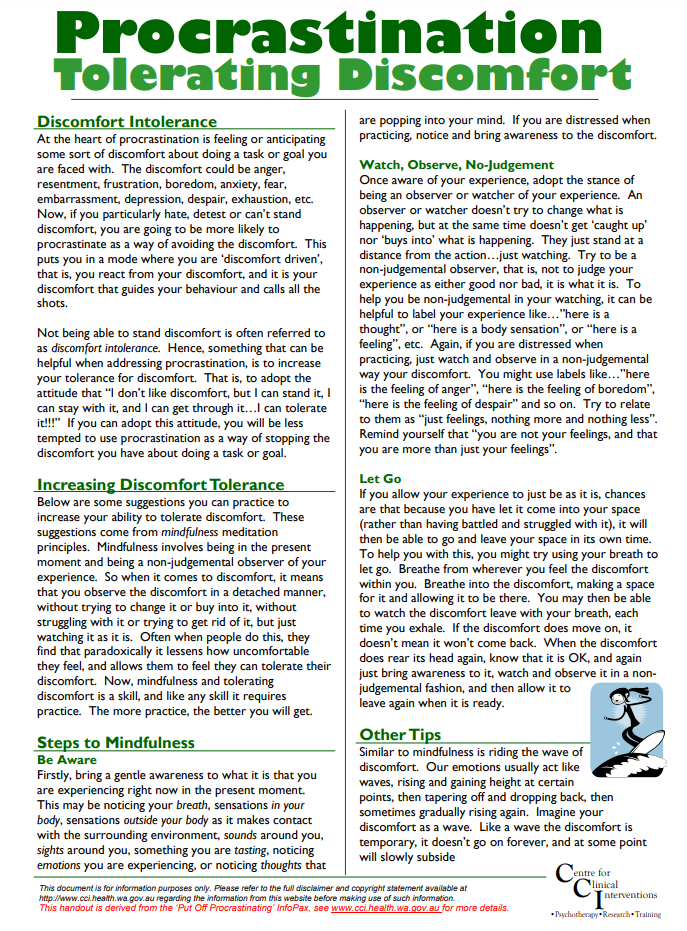 Procrastination
Tolerating Discomfort
Discomfort Intolerance
At the heart of procrastination is feeling or anticipating
some sort of discomfort about doing a task or goal you
are faced with.  The discomfort could be anger,
resentment, frustration, boredom, anxiety, fear,
embarrassment, depression, despair, exhaustion, etc.
Now, if you particularly hate, detest or can’t stand
discomfort, you are going to be more likely to
procrastinate as a way of avoiding the discomfort.  This
puts you in a mode where you are ‘discomfort driven’,
that is, you react from your discomfort, and it is your
discomfort that guides your behaviour and calls all the
shots.
Not being able to stand discomfort is often referred to
as discomfort intolerance.  Hence, something that can be
helpful when addressing procrastination, is to increase
your tolerance for discomfort.  That is, to adopt the
attitude that “I don’t like discomfort, but I can stand it, I
can stay with it, and I can get through it…I can tolerate
it!!!”  If you can adopt this attitude, you will be less
tempted to use procrastination as a way of stopping the
discomfort you have about doing a task or goal.
Increasing Discomfort Tolerance
Below are some suggestions you can practice to
increase your ability to tolerate discomfort.  These
suggestions come from mindfulness meditation
principles.  Mindfulness involves being in the present
moment and being a non-judgemental observer of your
experience.  So when it comes to discomfort, it means
that you observe the discomfort in a detached manner,
without trying to change it or buy into it, without
struggling with it or trying to get rid of it, but just
watching it as it is.  Often when people do this, they
find that paradoxically it lessens how uncomfortable
they feel, and allows them to feel they can tolerate their
discomfort.  Now, mindfulness and tolerating
discomfort is a skill, and like any skill it requires
practice.  The more practice, the better you will get.
Steps to Mindfulness
Be Aware
Firstly, bring a gentle awareness to what it is that you
are experiencing right now in the present moment.
This may be noticing your breath, sensations in your
body, sensations outside your body as it makes contact
with the surrounding environment, sounds around you,
sights around you, something you are tasting, noticing
emotions you are experiencing, or noticing thoughts that
are popping into your mind.  If you are distressed when
practicing, notice and bring awareness to the discomfort.
Watch, Observe, No-Judgement
Once aware of your experience, adopt the stance of
being an observer or watcher of your experience.  An
observer or watcher doesn’t try to change what is
happening, but at the same time doesn’t get ‘caught up’
nor ‘buys into’ what is happening.  They just stand at a
distance from the action…just watching.  Try to be a
non-judgemental observer, that is, not to judge your
experience as either good nor bad, it is what it is.  To
help you be non-judgemental in your watching, it can be
helpful to label your experience like…”here is a
thought”, or “here is a body sensation”, or “here is a
feeling”, etc.  Again, if you are distressed when
practicing, just watch and observe in a non-judgemental
way your discomfort.  You might use labels like…”here
is the feeling of anger”, “here is the feeling of boredom”,
“here is the feeling of despair” and so on.  Try to relate
to them as “just feelings, nothing more and nothing less”.
Remind yourself that “you are not your feelings, and that
you are more than just your feelings”.
Let Go
If you allow your experience to just be as it is, chances
are that because you have let it come into your space
(rather than having battled and struggled with it), it will
then be able to go and leave your space in its own time.
To help you with this, you might try using your breath to
let go.  Breathe from wherever you feel the discomfort
within you.  Breathe into the discomfort, making a space
for it and allowing it to be there.  You may then be able
to watch the discomfort leave with your breath, each
time you exhale.  If the discomfort does move on, it
doesn’t mean it won’t come back.  When the discomfort
does rear its head again, know that it is OK, and again
just bring awareness to it, watch and observe it in a non-
judgemental fashion, and then allow it to
leave again when it is ready.
Other Tips
Similar to mindfulness is riding the wave of
discomfort.  Our emotions usually act like
waves, rising and gaining height at certain
points, then tapering off and dropping back, then
sometimes gradually rising again.  Imagine your
discomfort as a wave.  Like a wave the discomfort is
temporary, it doesn’t go on forever, and at some point
will slowly subside
This document is for information purposes only. Please refer to the full disclaimer and copyright statement available at
http://www.cci.health.wa.gov.au regarding the information from this website before making use of such information.
This handout is derived from the ‘Put Off Procrastinating’ InfoPax, see www.cci.health.wa.gov.au for more details.
Centre for
Clinical
Interventions
•Psychotherapy•Research•Training